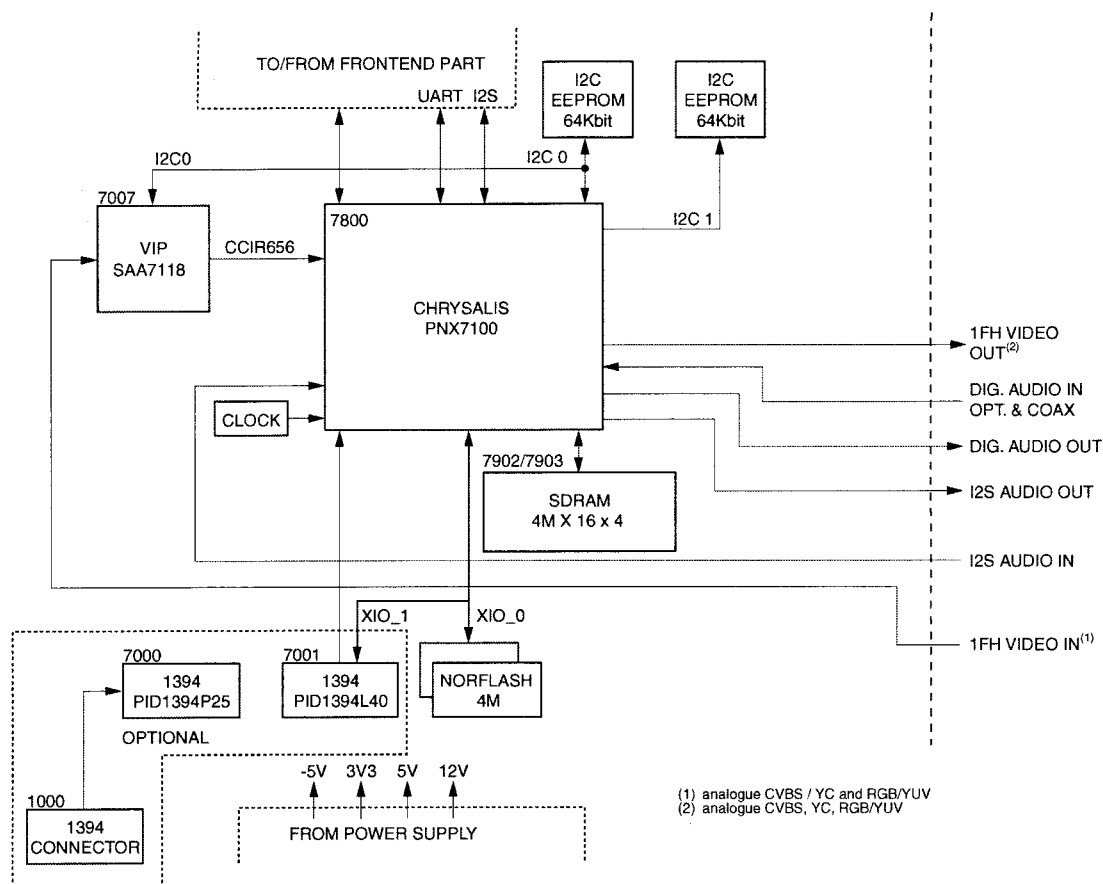 TO/FROM FRONTEND PART
UART I2S
I2C
EEPROM
64Kbit
I2C
EEPROM
64Kbit
I2C0
I2C 0
I2C 1
7007
VIP
SAA7118
CCIR656
7800
CHRYSALIS
PNX7100
1FH VIDEO
OUT(2)
DIG. AUDIO IN
OPT. & COAX
DIG. AUDIO OUT
I2S AUDIO OUT
CLOCK
7902/7903
SDRAM
4M X 16 x 4
I2S AUDIO IN
1FH VIDEO IN(1)
XIO_1
XIO_0
7000
1394
PID1394P25
OPTIONAL
7001
1394
PID1394L40
NORFLASH
4M
1000
1394
CONNECTOR
-5V 3V3 5V 12V
FROM POWER SUPPLY
(1) analogue CVBS / YC and RGB/YUV
(2) analogue CVBS, YC, RGB/YUV